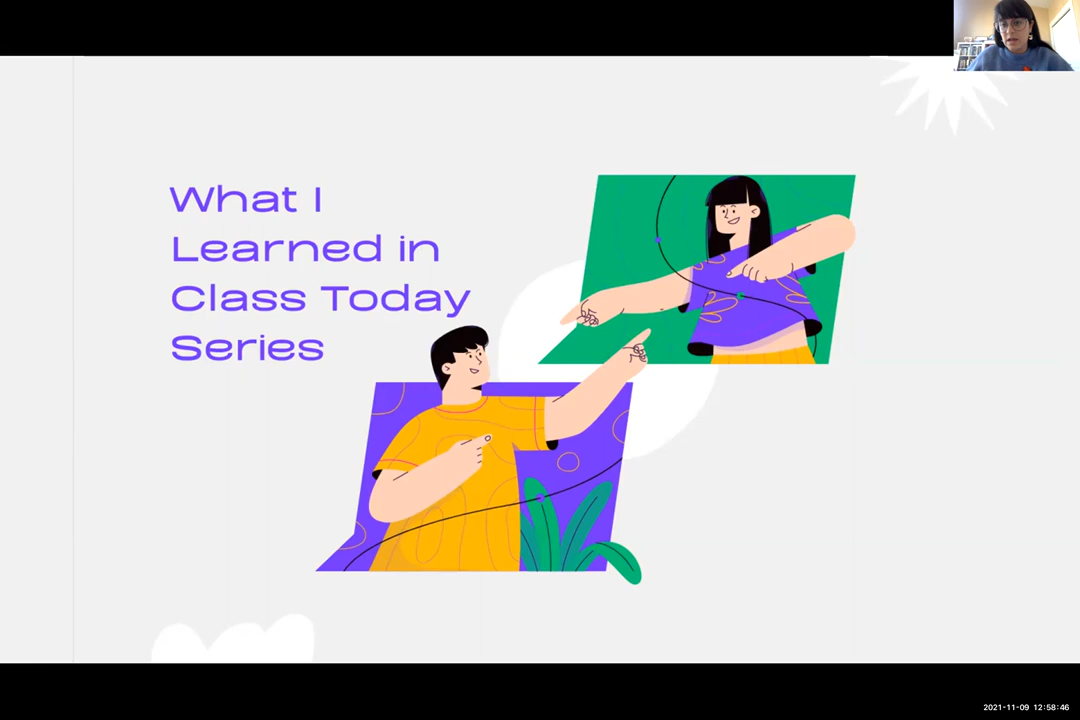 What I
Learned in
Class Today
Series
2021-11-09 12:58:46